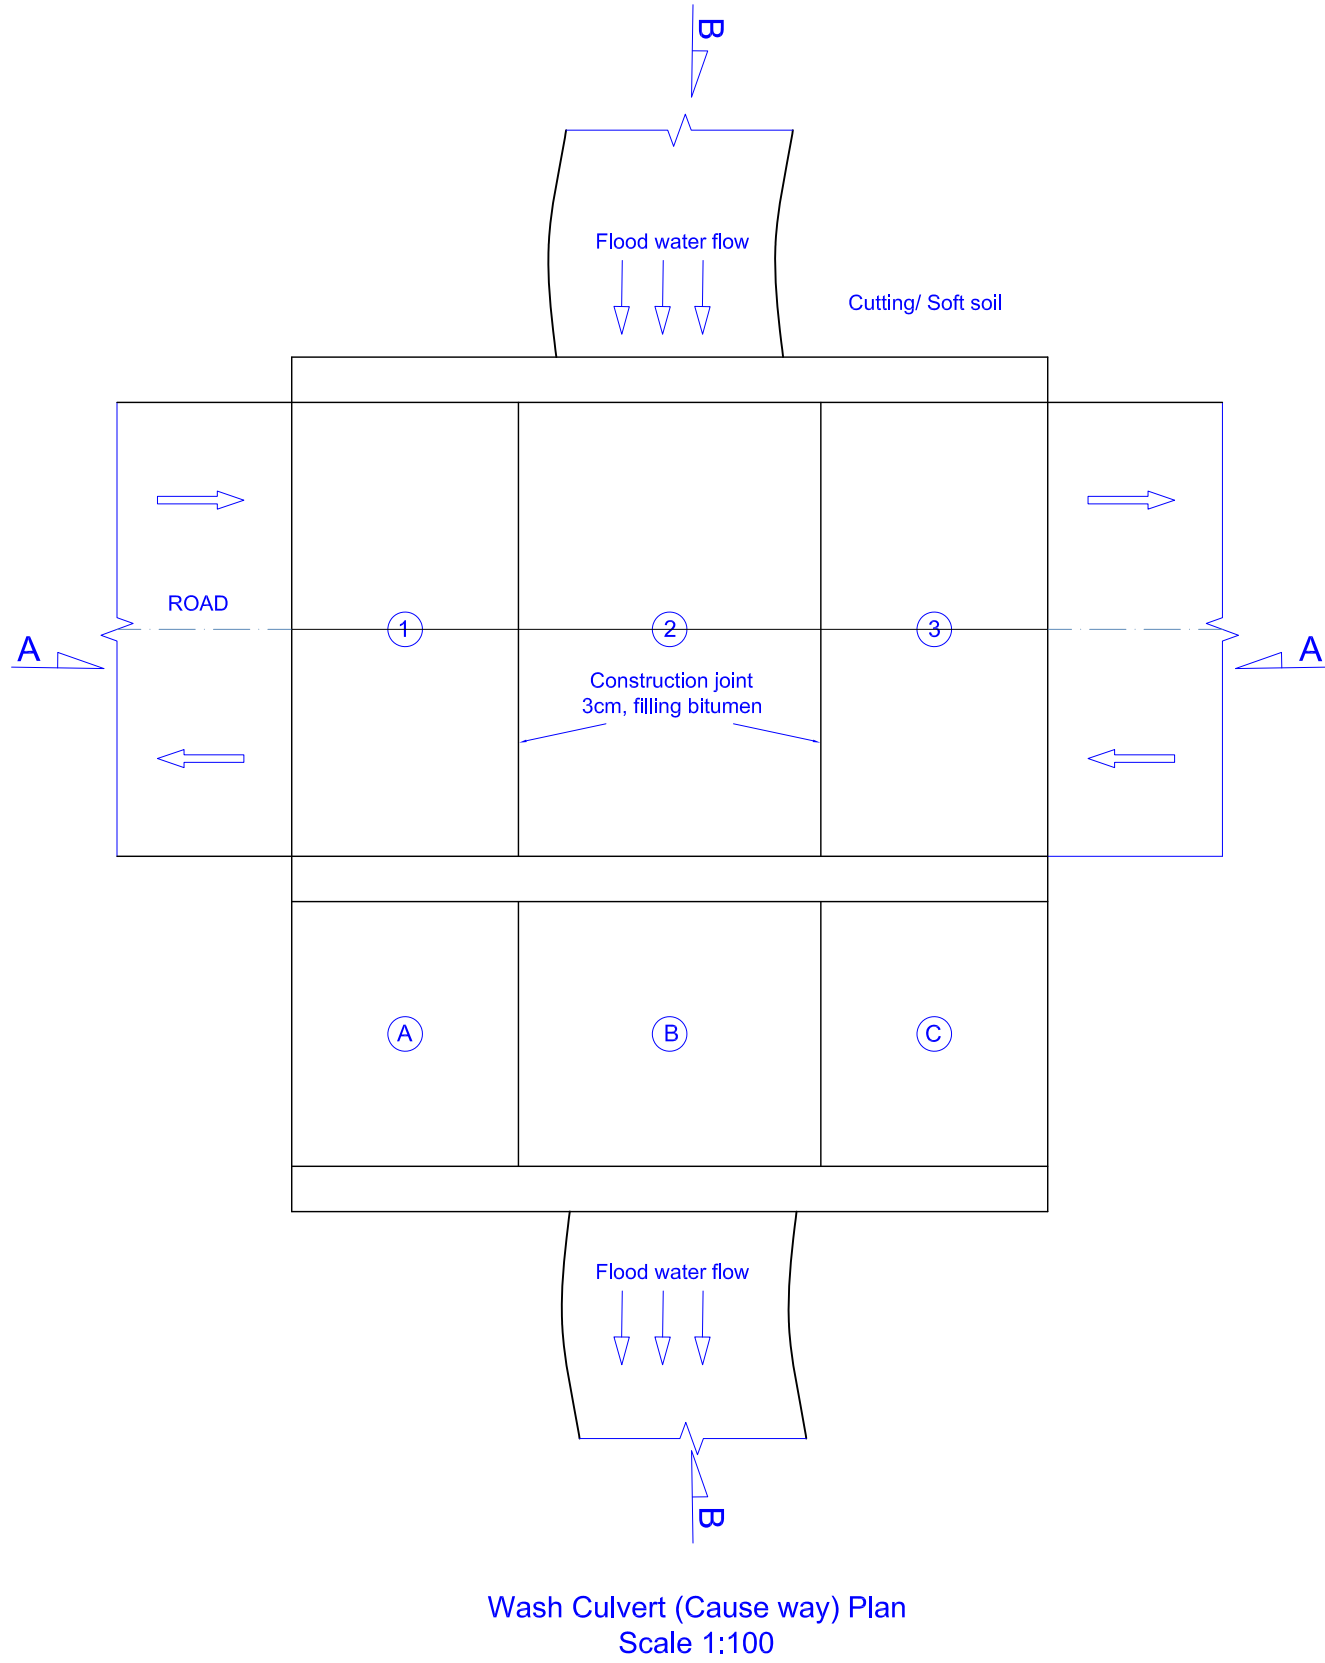 B
Flood water flow
Cutting/ Soft soil
ROAD
1
2
3
A
A
Construction joint
3cm, filling bitumen
A
B
C
Flood water flow
B
Wash Culvert (Cause way) Plan
Scale 1:100